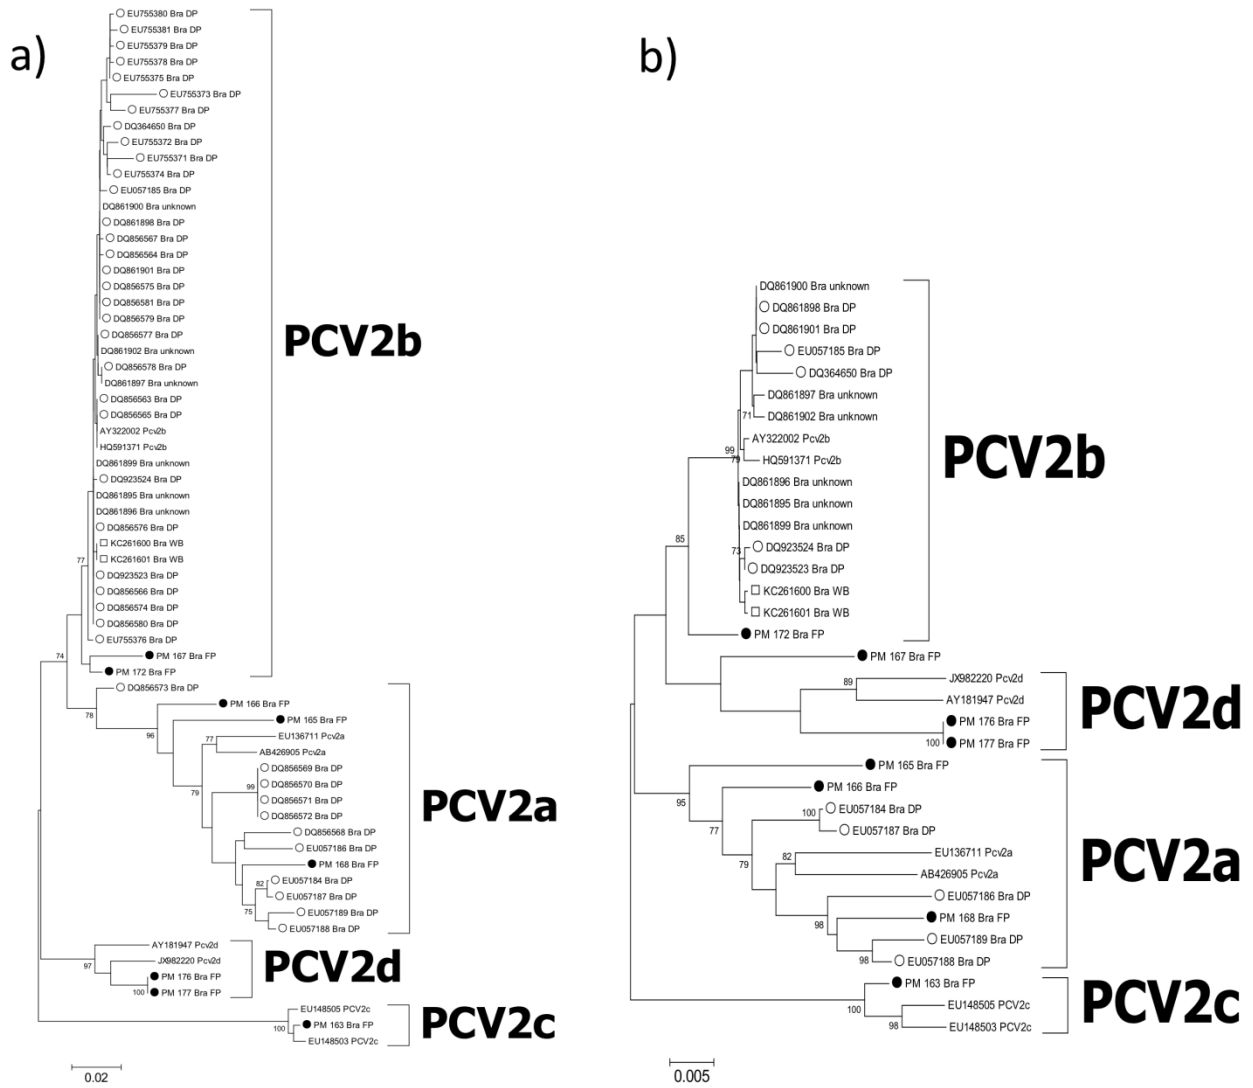 a)
EU755380 Bra DP
EU755381 Bra DP
EU755379 Bra DP
EU755378 Bra DP
EU755375 Bra DP
EU755373 Bra DP
EU755377 Bra DP
DQ364650 Bra DP
EU755372 Bra DP
EU755371 Bra DP
EU755374 Bra DP
EU057185 Bra DP
DQ861900 Bra unknown
DQ861898 Bra DP
DQ856567 Bra DP
DQ856564 Bra DP
DQ861901 Bra DP
DQ856575 Bra DP
DQ856581 Bra DP
DQ856579 Bra DP
DQ856577 Bra DP
DQ861902 Bra unknown
DQ856578 Bra DP
DQ861897 Bra unknown
DQ856563 Bra DP
DQ856565 Bra DP
AY322002 Pcv2b
HQ591371 Pcv2b
DQ861899 Bra unknown
DQ923524 Bra DP
DQ861895 Bra unknown
DQ861896 Bra unknown
DQ856576 Bra DP
KC261600 Bra WB
KC261601 Bra WB
DQ923523 Bra DP
DQ856566 Bra DP
DQ856574 Bra DP
DQ856580 Bra DP
EU755376 Bra DP
PM 167 Bra FP
PM 172 Bra FP
DQ856573 Bra DP
PM 166 Bra FP
PM 165 Bra FP
EU136711 Pcv2a
AB426905 Pcv2a
DQ856569 Bra DP
DQ856570 Bra DP
DQ856571 Bra DP
DQ856572 Bra DP
DQ856568 Bra DP
EU057186 Bra DP
PM 168 Bra FP
EU057184 Bra DP
EU057187 Bra DP
EU057189 Bra DP
EU057188 Bra DP
AY181947 Pcv2d
JX982220 Pcv2d
PM 176 Bra FP
PM 177 Bra FP
EU148505 PCV2c
PM 163 Bra FP
EU148503 PCV2c
77
74
78
96
77
79
99
82
75
97
100
100
PCV2b
PCV2a
PCV2d
PCV2c
0.02
b)
DQ861900 Bra unknown
DQ861898 Bra DP
DQ861901 Bra DP
EU057185 Bra DP
DQ364650 Bra DP
DQ861897 Bra unknown
DQ861902 Bra unknown
AY322002 Pcv2b
HQ591371 Pcv2b
DQ861896 Bra unknown
DQ861895 Bra unknown
DQ861899 Bra unknown
DQ923524 Bra DP
DQ923523 Bra DP
KC261600 Bra WB
KC261601 Bra WB
PM 172 Bra FP
PM 167 Bra FP
JX982220 Pcv2d
AY181947 Pcv2d
PM 176 Bra FP
PM 177 Bra FP
PM 165 Bra FP
PM 166 Bra FP
EU057184 Bra DP
EU057187 Bra DP
EU136711 Pcv2a
AB426905 Pcv2a
EU057186 Bra DP
PM 168 Bra FP
EU057189 Bra DP
EU057188 Bra DP
PM 163 Bra FP
EU148505 PCV2c
EU148503 PCV2c
71
99
79
73
85
89
100
95
77
100
79
82
98
98
100
98
PCV2b
PCV2d
PCV2a
PCV2c
0.005